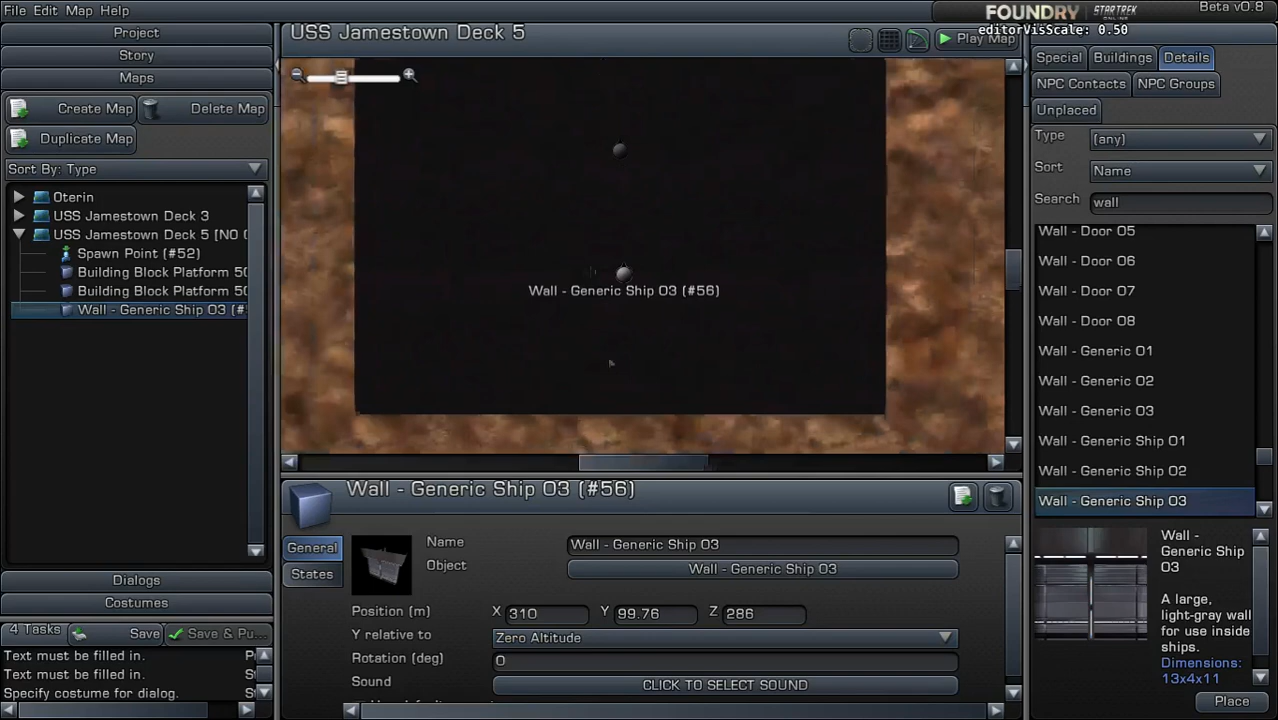 File Edit Map Help
FOUNDRY STAR TREK ONLINE
Beta v0.8
editorVisScale: 0.50
Project
Story
Maps
Create Map
Delete Map
Duplicate Map
Sort By: Type
Oterin
USS Jamestown Deck 3
USS Jamestown Deck 5 [NO
Spawn Point (#52)
Building Block Platform 50
Building Block Platform 50
Wall - Generic Ship 03 (#
Dialogs
Costumes
4 Tasks
Save
Save & Pu...
Text must be filled in.
Text must be filled in.
Specify costume for dialog.
USS Jamestown Deck 5
Play Map
Wall - Generic Ship 03 (#56)
Wall - Generic Ship 03 (#56)
General
States
Name
Wall - Generic Ship 03
Object
Wall - Generic Ship 03
Position (m)
X 310 Y 99.76 Z 286
Y relative to
Zero Altitude
Rotation (deg)
0
Sound
CLICK TO SELECT SOUND
Special
Buildings
Details
NPC Contacts
NPC Groups
Unplaced
Type
(any)
Sort
Name
Search
wall
Wall - Door 05
Wall - Door 06
Wall - Door 07
Wall - Door 08
Wall - Generic 01
Wall - Generic 02
Wall - Generic 03
Wall - Generic Ship 01
Wall - Generic Ship 02
Wall - Generic Ship 03
Wall -
Generic Ship
03
A large,
light-gray wall
for use inside
ships.
Dimensions:
13x4x11
Place